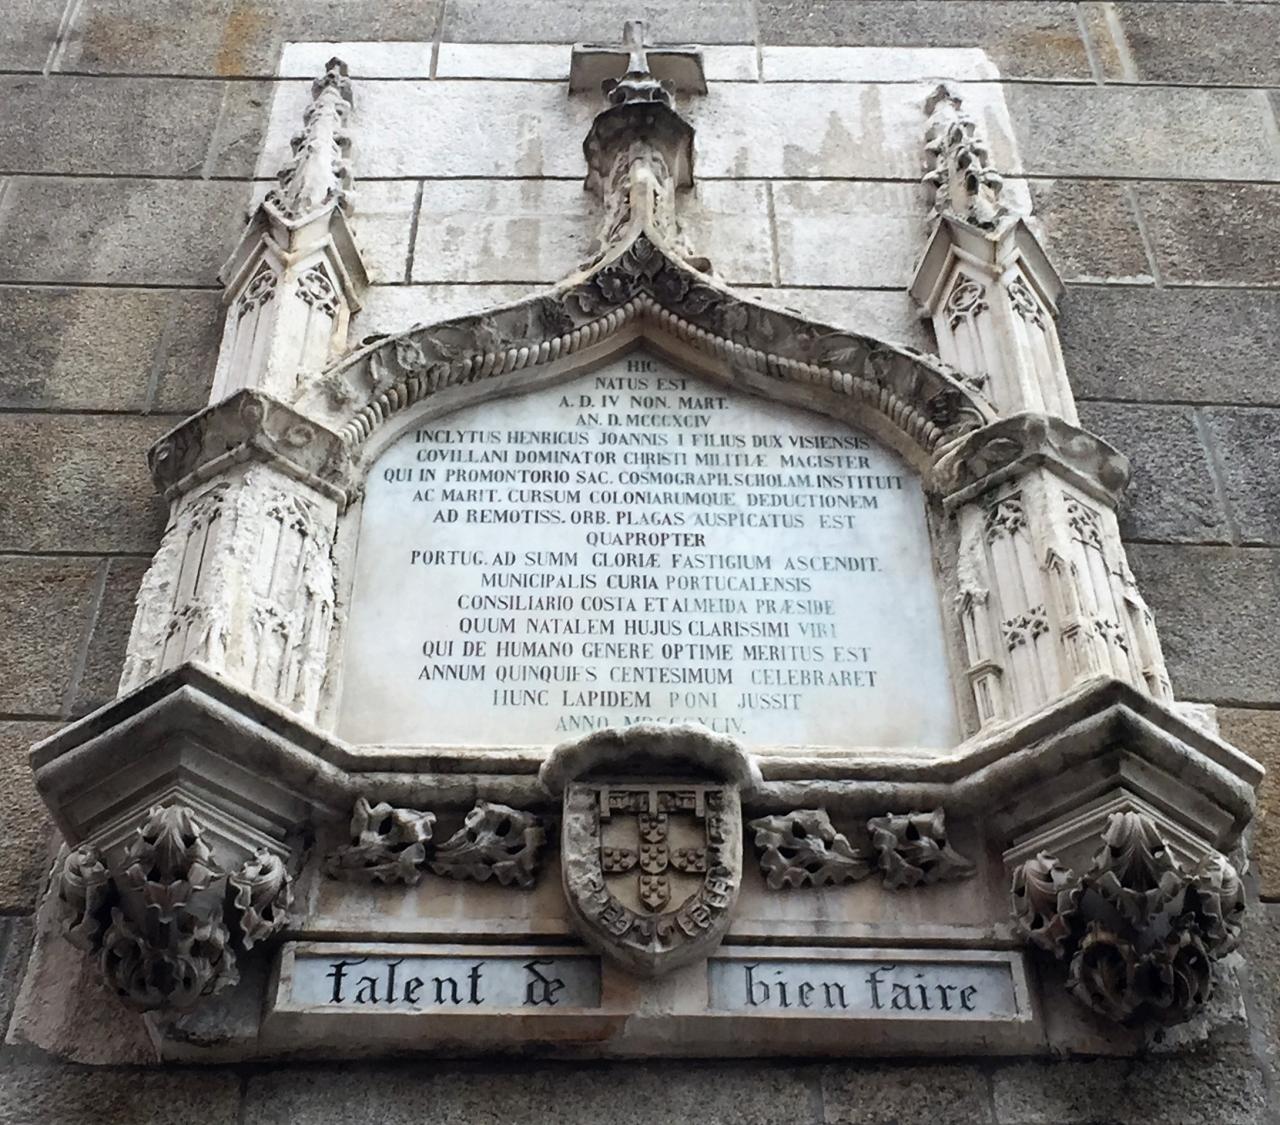 HIC
NATUS EST
A. D. IV NON. MART.
AN. D. MCCCXCIV
INCLYTUS HENRICUS JOANNIS I FILIUS DUX VISIENSIS
COVILLANI DOMINATOR CHRISTI MILITIÆ MAGISTER
QUI IN PROMONTORIO SAC. COSMOGRAPH. SCHOLAM INSTITUIT
AC MARIT. CURSUM COLONIARUMQUE DEDUCTIONEM
AD REMOTISS. ORB. PLAGAS AUSPICATUS EST
QUAPROPTER
PORTUG. AD SUMM GLORIÆ FASTIGIUM ASCENDIT.
MUNICIPALIS CURIA PORTUCALENSIS
CONSILIARIO COSTA ET ALMEIDA PRÆSIDE
QUUM NATALEM HUJUS CLARISSIMI VIRI
QUI DE HUMANO GENERE OPTIME MERITUS EST
ANNUM QUINQUIES CENTESIMUM CELEBRARET
HUNC LAPIDEM PONI JUSSIT
ANNO MDCCCXCIV.
talent de bien faire